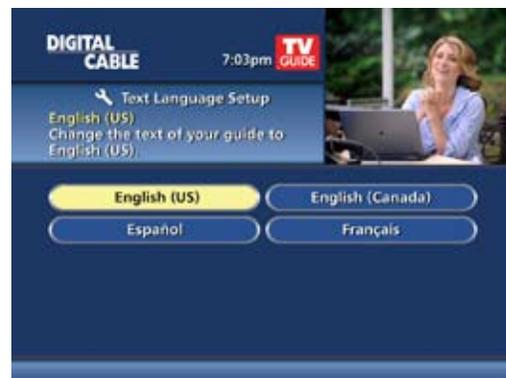 DIGITAL
CABLE
7:03pm
TV
GUIDE
Text Language Setup
English (US)
Change the text of your guide to
English (US).
English (US)
English (Canada)
Español
Français